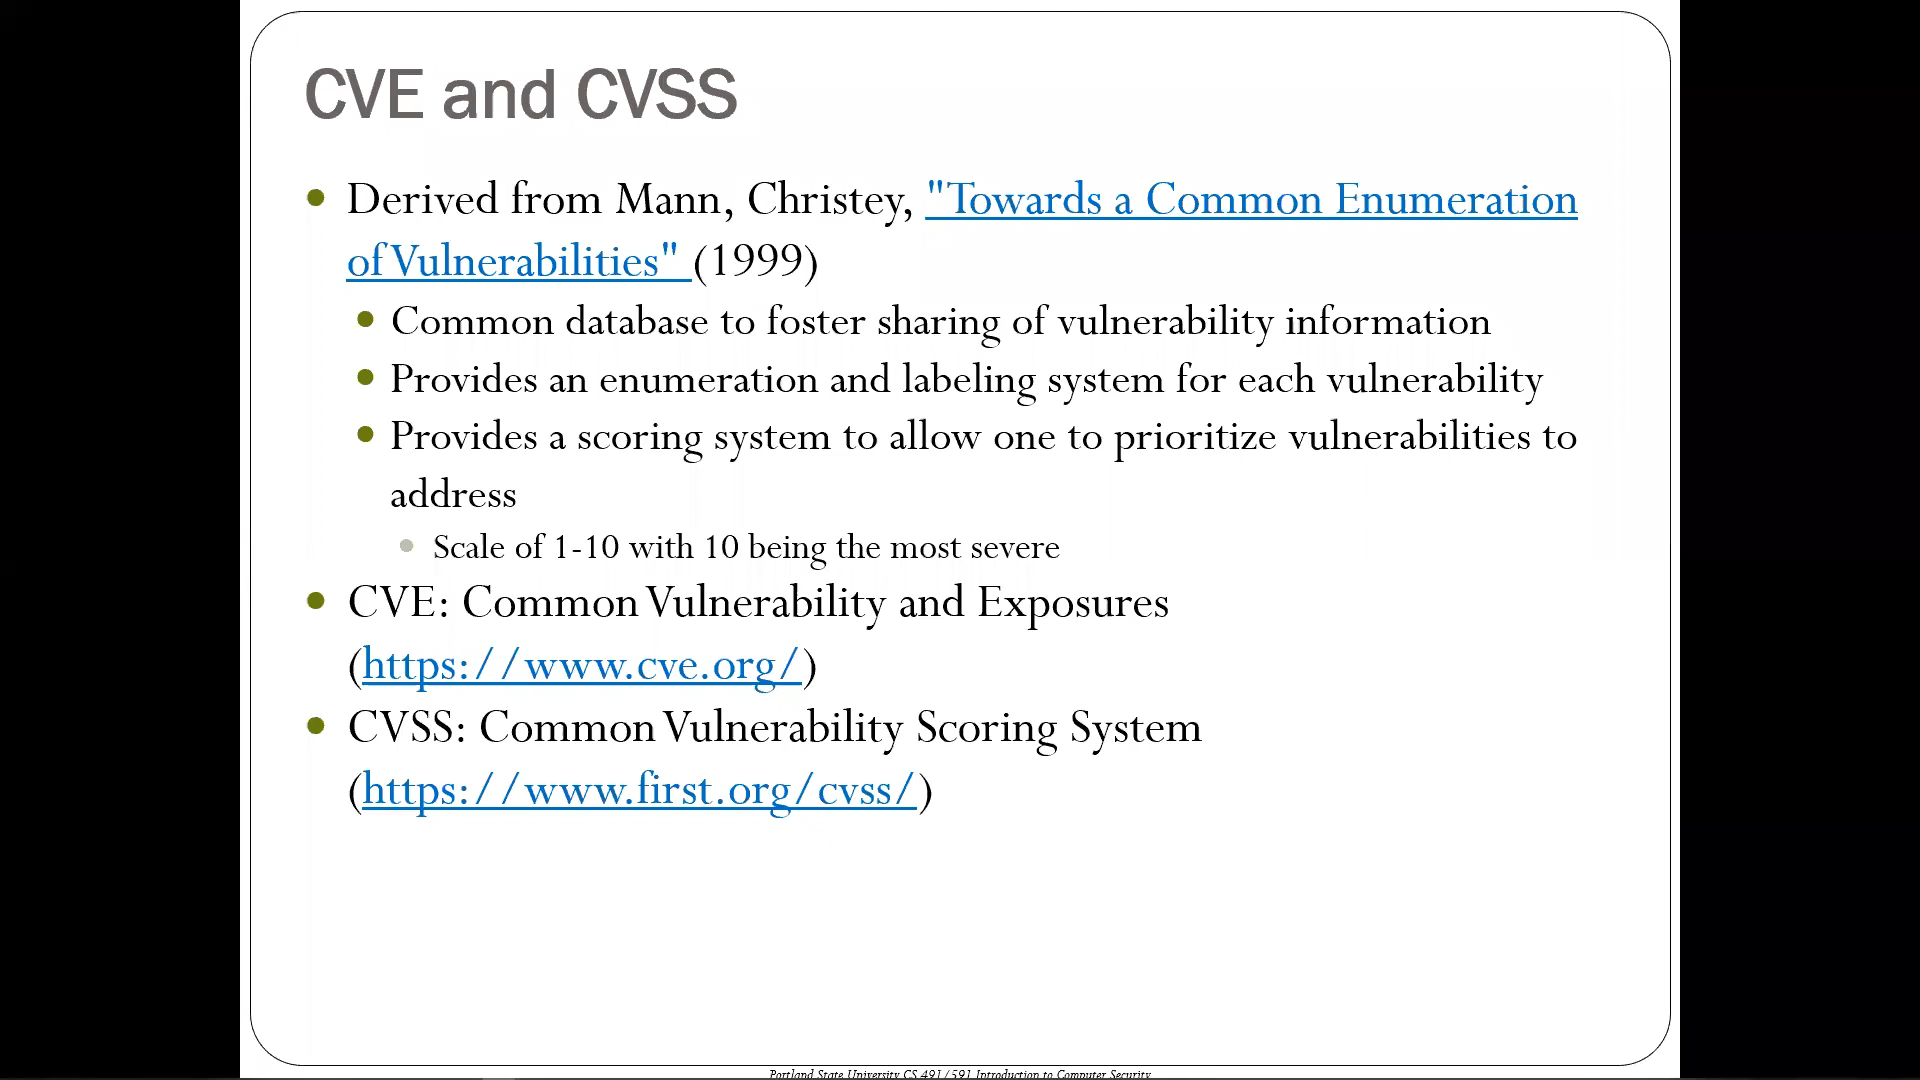 CVE and CVSS
Derived from Mann, Christey, "Towards a Common Enumeration
of Vulnerabilities" (1999)
Common database to foster sharing of vulnerability information
Provides an enumeration and labeling system for each vulnerability
Provides a scoring system to allow one to prioritize vulnerabilities to
address
Scale of 1-10 with 10 being the most severe
CVE: Common Vulnerability and Exposures
(https://www.cve.org/)
CVSS: Common Vulnerability Scoring System
(https://www.first.org/cvss/)
Portland State University CS 491/591 Introduction to Computer Security